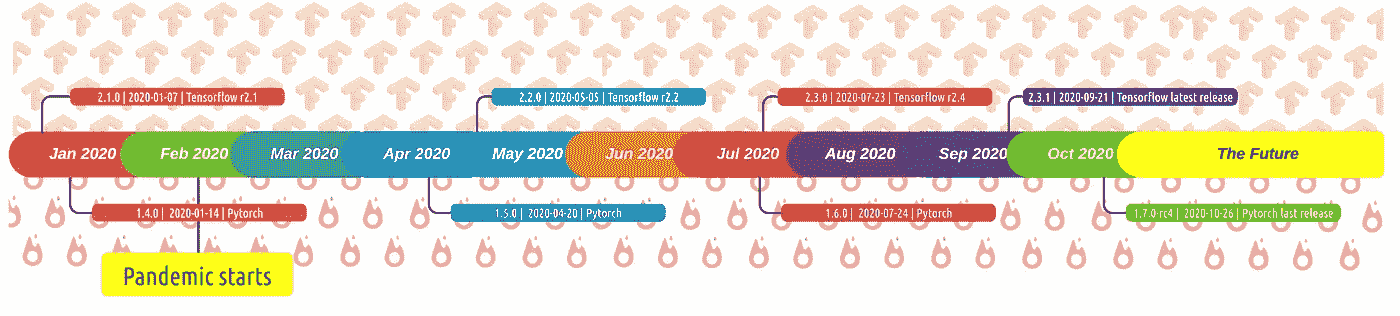 2.1.0 | 2020-01-07 | Tensorflow r2.1
2.2.0 | 2020-05-05 | Tensorflow r2.2
2.3.0 | 2020-07-23 | Tensorflow r2.4
2.3.1 | 2020-09-21 | Tensorflow latest release
Jan 2020
Feb 2020
Mar 2020
Apr 2020
May 2020
Jun 2020
Jul 2020
Aug 2020
Sep 2020
Oct 2020
The Future
1.4.0 | 2020-01-14 | Pytorch
1.5.0 | 2020-04-20 | Pytorch
1.6.0 | 2020-07-24 | Pytorch
1.7.0-rc4 | 2020-10-26 | Pytorch last release
Pandemic starts